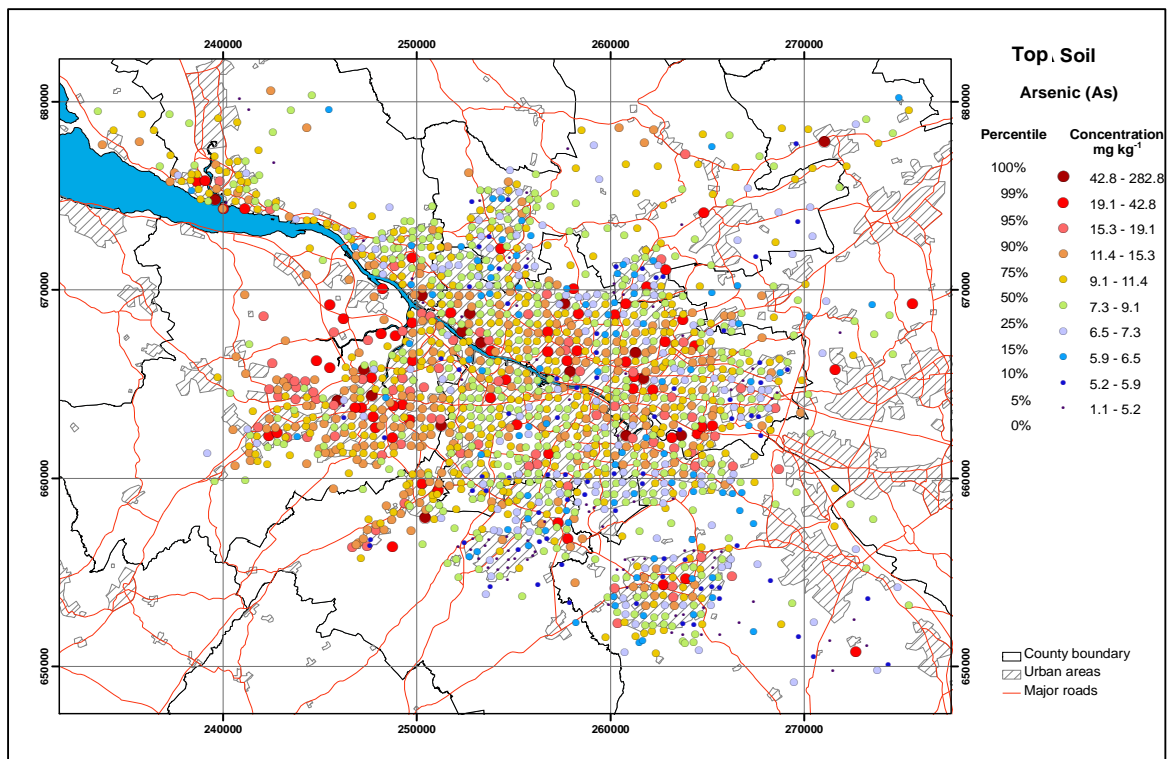 240000 250000 260000 270000
Top Soil
Arsenic (As)
Percentile Concentration
mg kg-1
100%
42.8 - 282.8
99%
19.1 - 42.8
95%
15.3 - 19.1
90%
11.4 - 15.3
75%
9.1 - 11.4
50%
7.3 - 9.1
25%
6.5 - 7.3
15%
5.9 - 6.5
10%
5.2 - 5.9
5%
1.1 - 5.2
0%
680000 680000
670000 670000
660000 660000
650000 650000
County boundary
Urban areas
Major roads
240000 250000 260000 270000